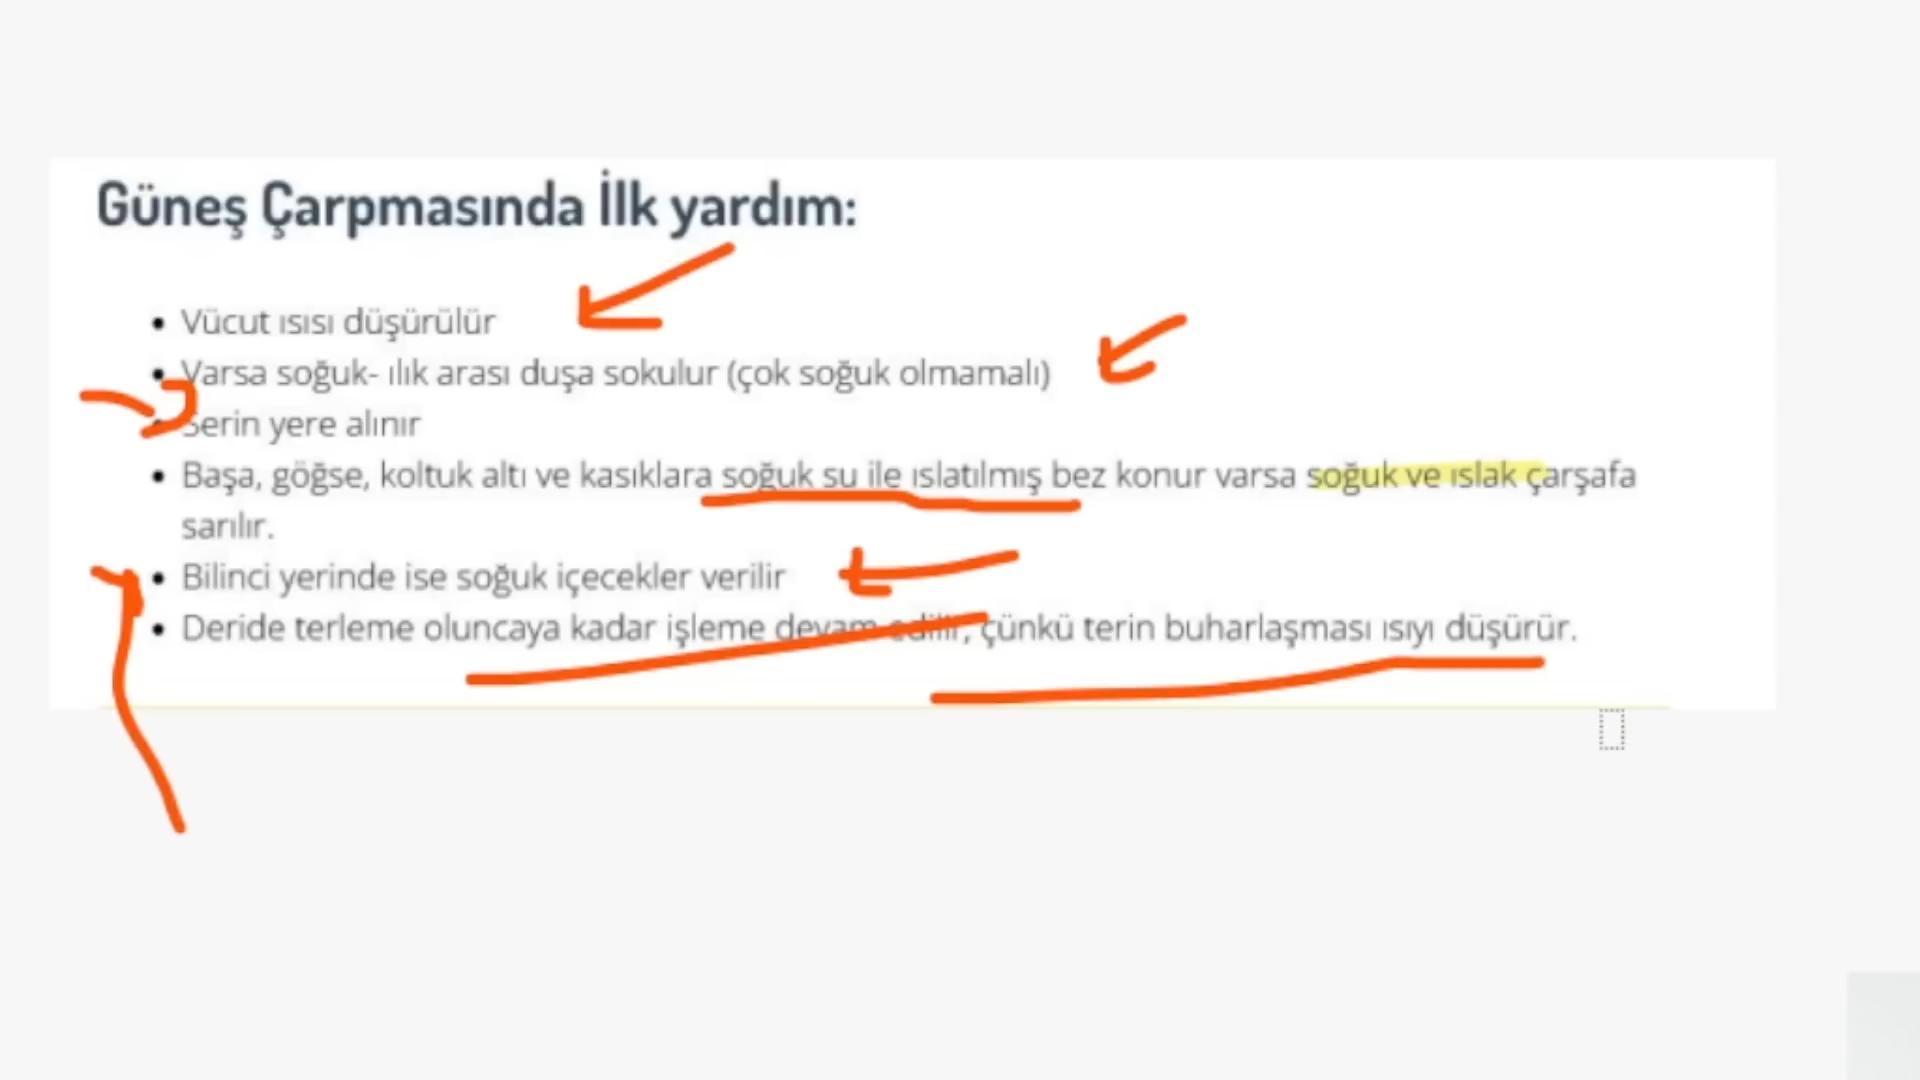 Güneş Çarpmasında İlk yardım:
• Vücut ısısı düşürülür
• Varsa soğuk- ılık arası duşa sokulur (çok soğuk olmamalı)
• Serin yere alınır
• Başa, göğse, koltuk altı ve kasıklara soğuk su ile ıslatılmış bez konur varsa soğuk ve ıslak çarşafa
sarılır.
• Bilinci yerinde ise soğuk içecekler verilir
• Deride terleme oluncaya kadar işleme devam edilir, çünkü terin buharlaşması ısıyı düşürür.